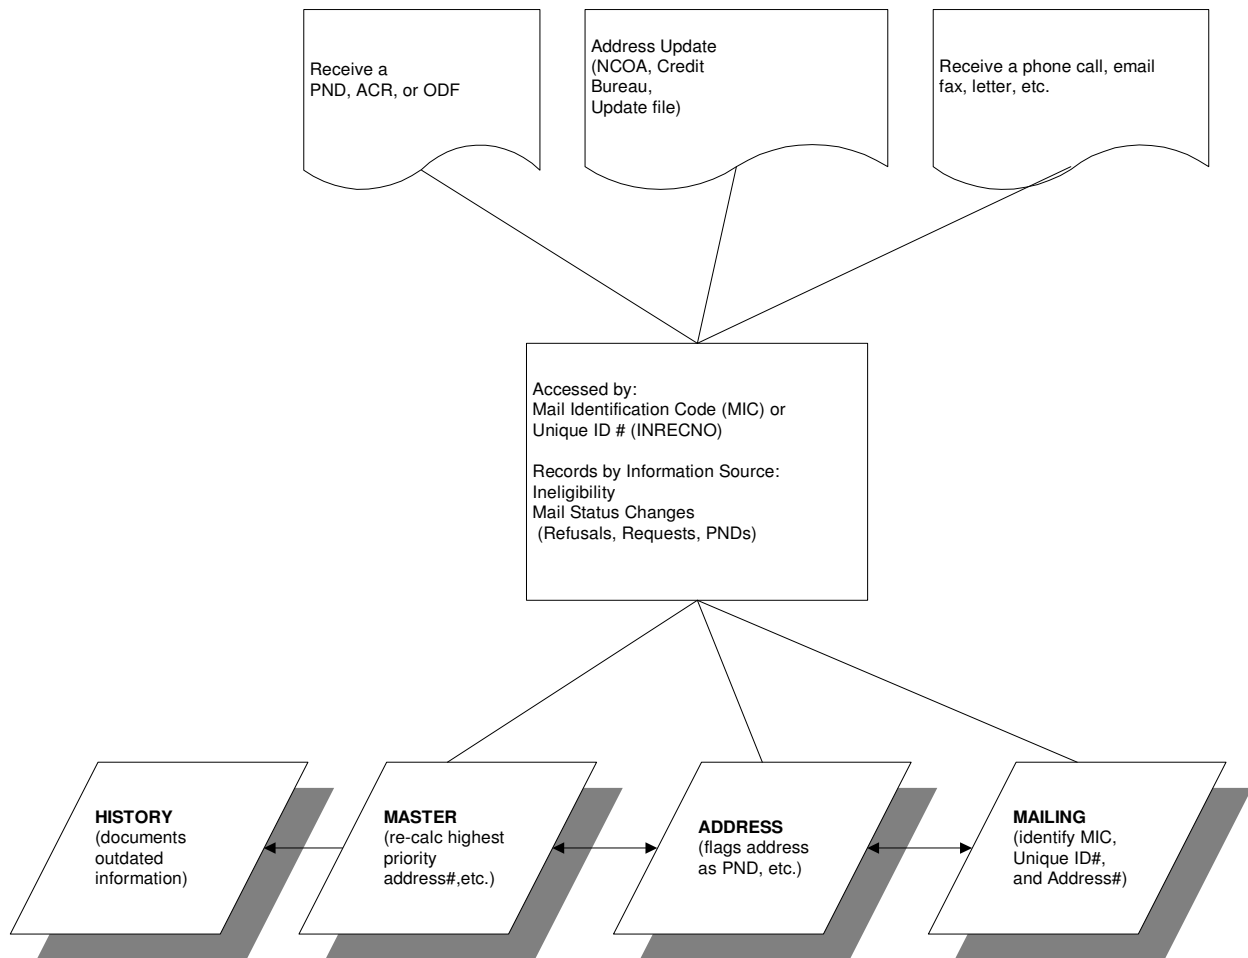 Receive a
PND, ACR, or ODF
Address Update
(NCOA, Credit
Bureau,
Update file)
Receive a phone call, email
fax, letter, etc.
Accessed by:
Mail Identification Code (MIC) or
Unique ID # (INRECNO)
Records by Information Source:
Ineligibility
Mail Status Changes
(Refusals, Requests, PNDs)
HISTORY
(documents
outdated
information)
MASTER
(re-calc highest
priority
address#,etc.)
ADDRESS
(flags address
as PND, etc.)
MAILING
(identify MIC,
Unique ID#,
and Address#)